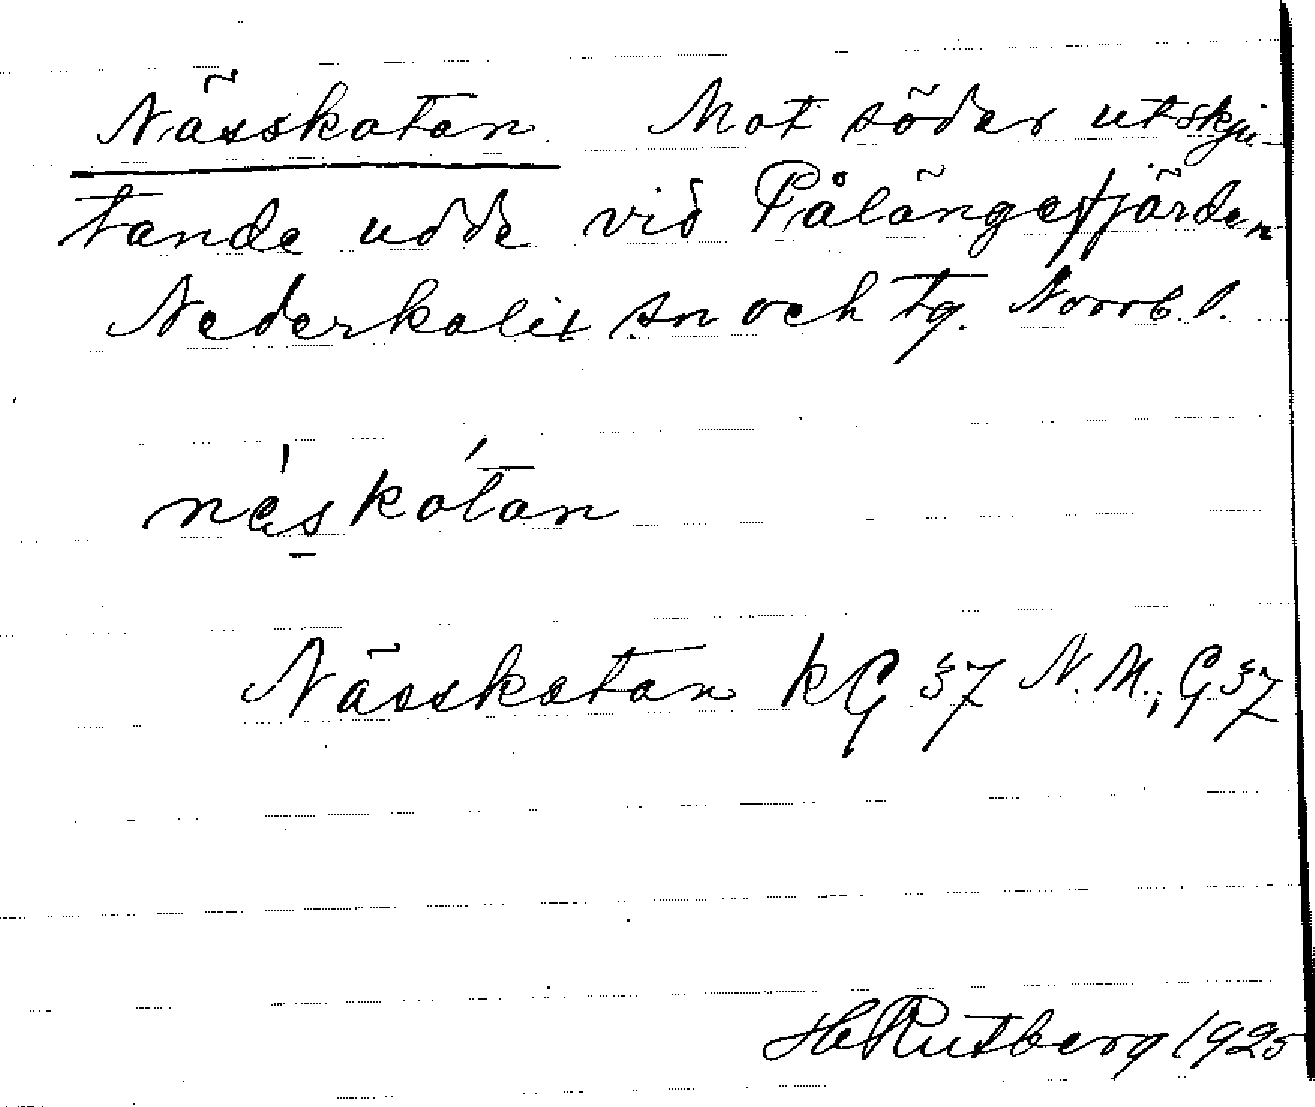 Nässkatan Mot söder utskju-
tande udde vid Pålängefjärden
Nederkalix sn och tg. Norrb. l.
näskátan
Nässkatan kG 37 N.M., G 37
H Rutberg 1925